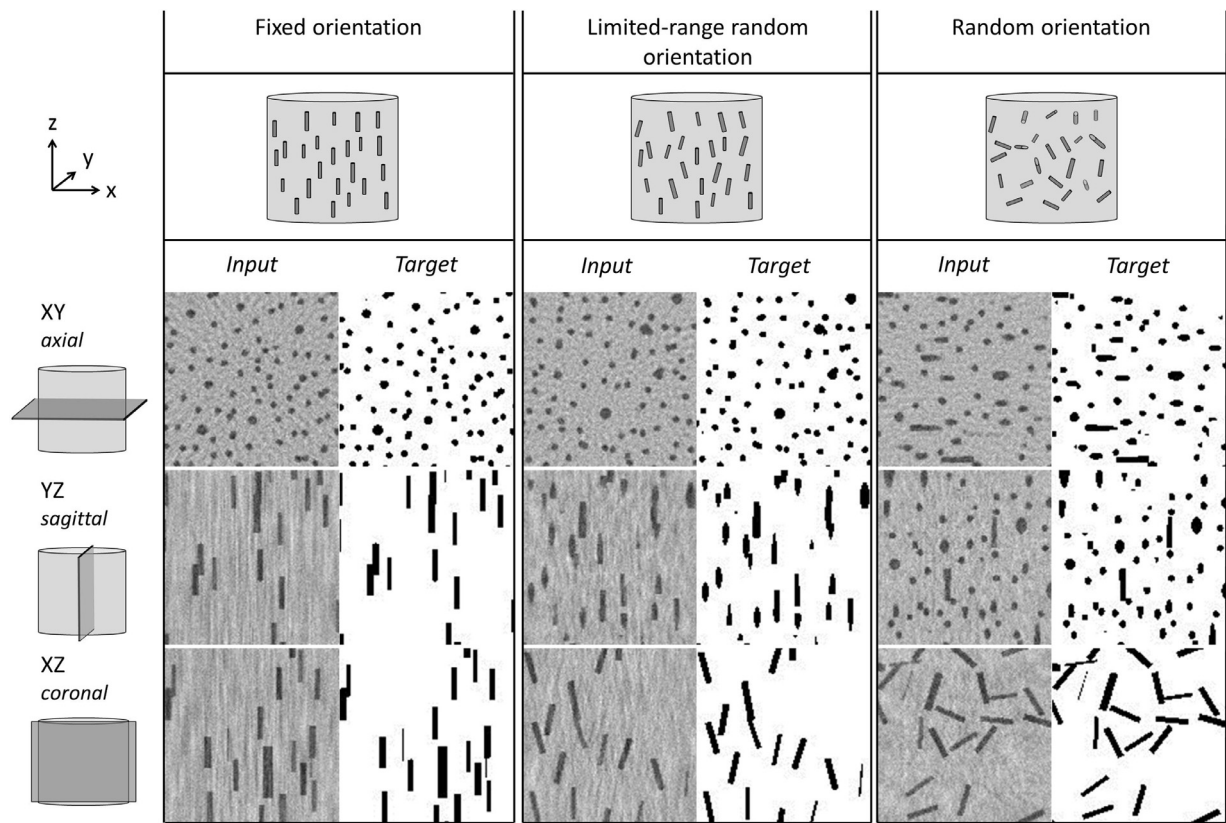 Fixed orientation
Limited-range random
orientation
Random orientation
z
y
x
Input
Target
Input
Target
Input
Target
XY
axial
YZ
sagittal
XZ
coronal